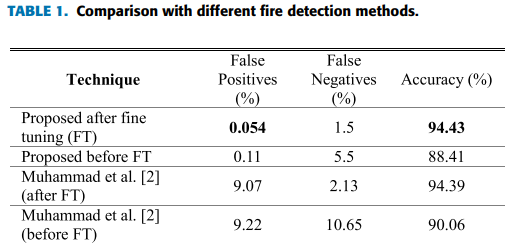 TABLE 1. Comparison with different fire detection methods.
False False
Technique Positives Negatives Accuracy (%)
(%) (%)
Proposed after fine
tuning (FT) 0.054 1.5 94.43
Proposed before FT 0.11 5.5 88.41
Muhammad et al. [2]
(after FT) 9.07 2.13 94.39
Muhammad et al. [2]
(before FT) 9.22 10.65 90.06